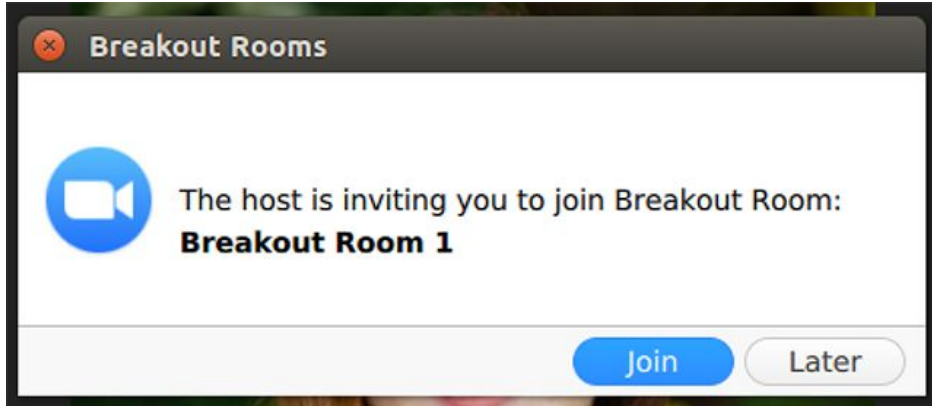 Breakout Rooms
The host is inviting you to join Breakout Room:
Breakout Room 1
Join
Later